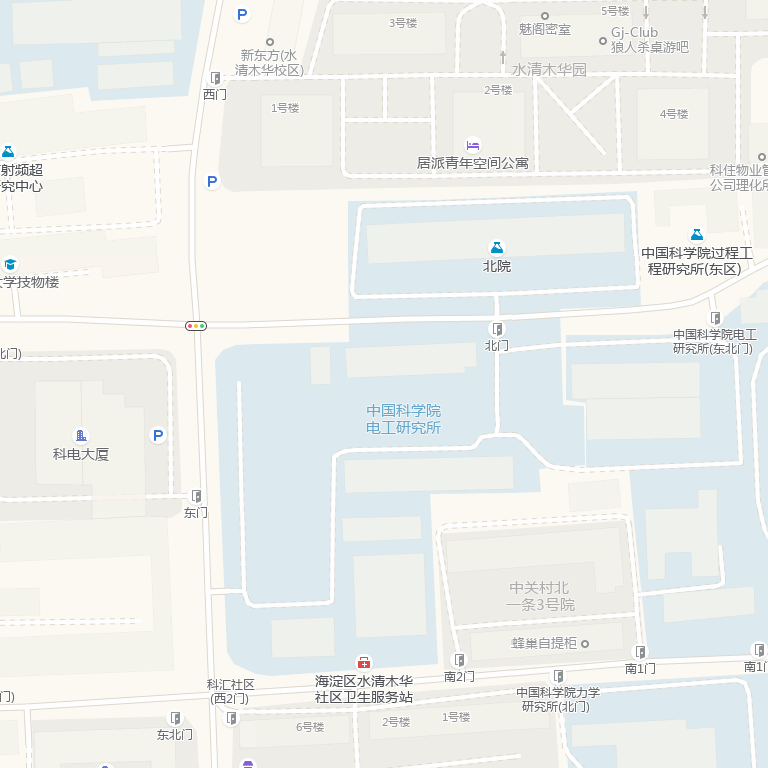 P
3号楼
魅阁密室
5号楼
Gj-Club
狼人杀桌游吧
新东方(水
清木华校区)
水清木华园
西门
2号楼
1号楼
4号楼
居派青年空间公寓
射频超
究中心
科住物业管
公司理化所
P
中国科学院过程工
程研究所(东区)
北院
大学技物楼
中国科学院电工
研究所(东北门)
北门
北门)
中国科学院
电工研究所
P
科电大厦
东门
中关村北
一条3号院
蜂巢自提柜
南2门
南1门
南1门
海淀区水清木华
社区卫生服务站
科汇社区
(西2门)
中国科学院力学
研究所(北门)
门)
东北门
6号楼
2号楼
1号楼